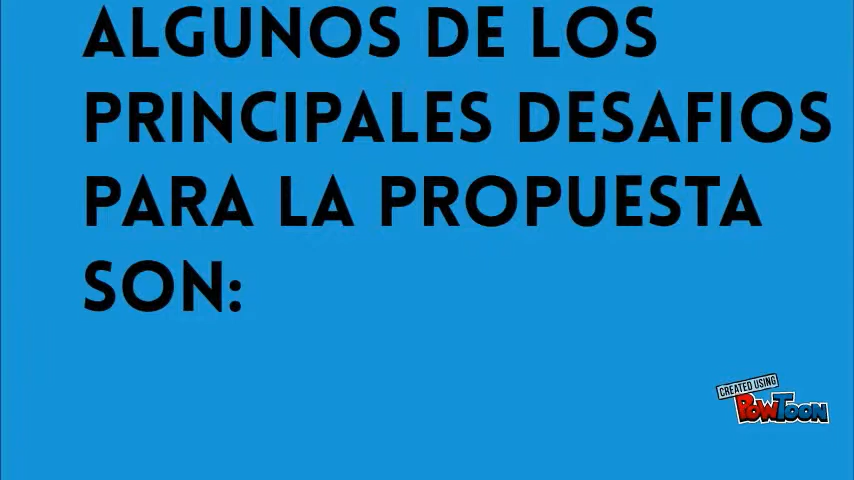 ALGUNOS DE LOS
PRINCIPALES DESAFIOS
PARA LA PROPUESTA
SON:
CREATED USING
POWTOON